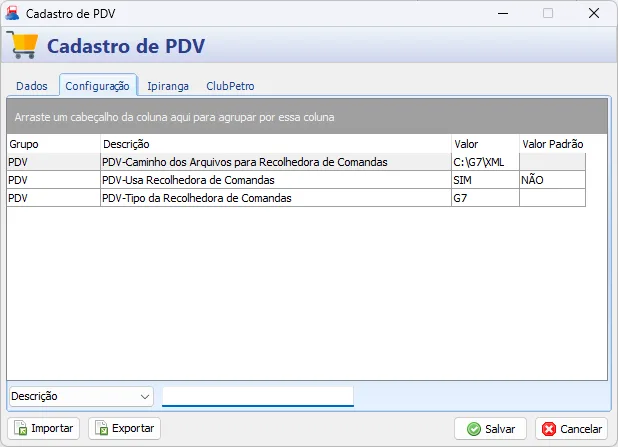 Cadastro de PDV
Cadastro de PDV
Dados Configuração Ipiranga ClubPetro
Arraste um cabeçalho da coluna aqui para agrupar por essa coluna
Grupo Descrição Valor Valor Padrão
PDV PDV-Caminho dos Arquivos para Recolhedora de Comandas C:\G7\XML
PDV PDV-Usa Recolhedora de Comandas SIM NÃO
PDV PDV-Tipo da Recolhedora de Comandas G7
Descrição
Importar Exportar Salvar Cancelar